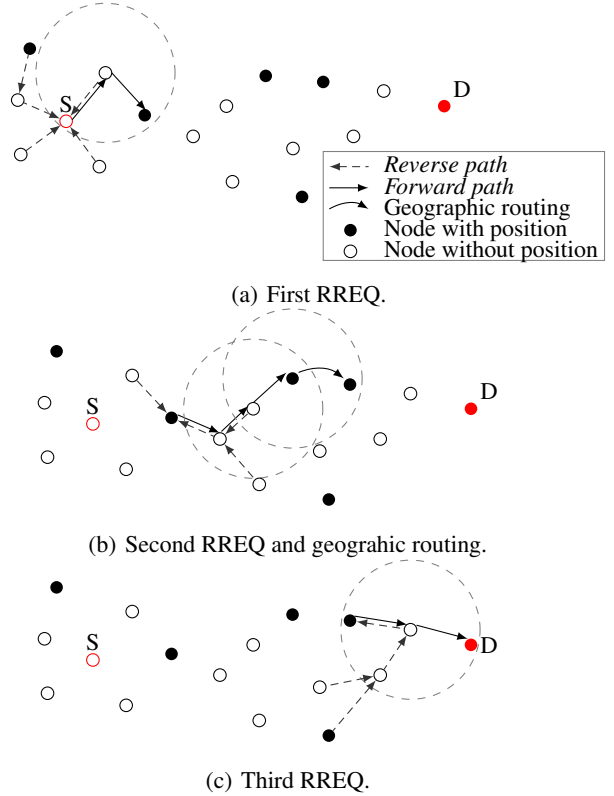 S
D
Reverse path
Forward path
Geographic routing
Node with position
Node without position
(a) First RREQ.
S
D
(b) Second RREQ and geograhic routing.
S
D
(c) Third RREQ.